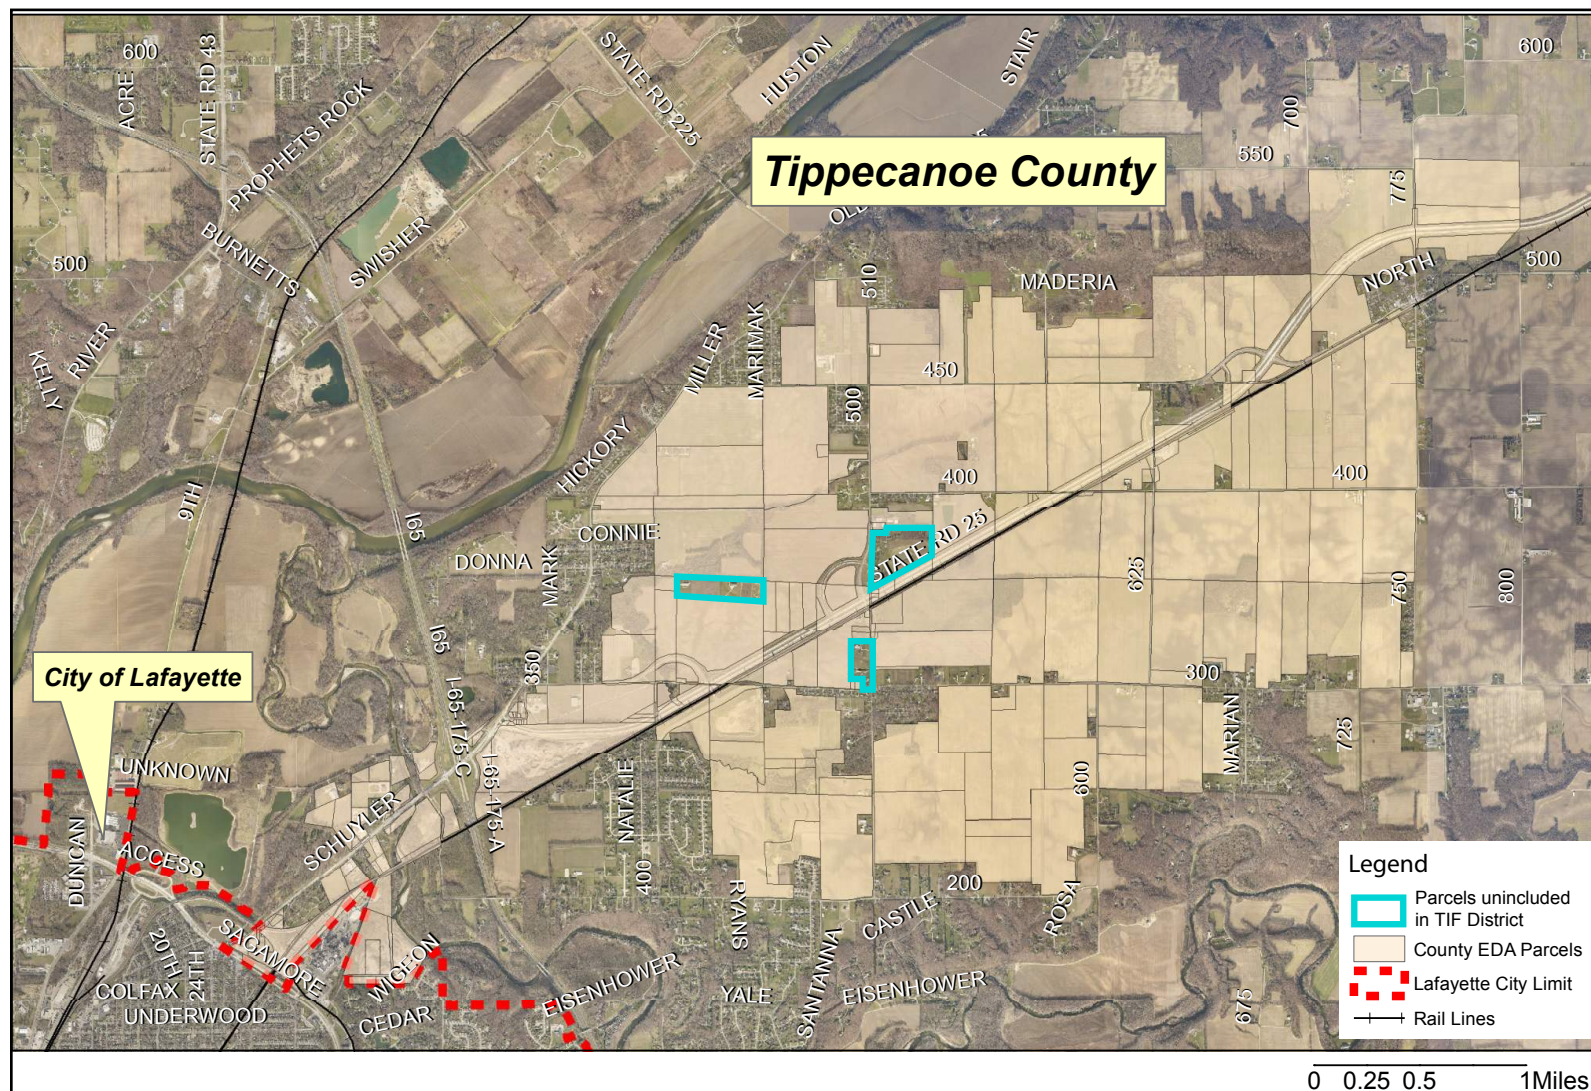 600
ACRE
STATE RD 43
PROPHETS ROCK
STATE RD 225
HUSTON
STAIR
600
700
550
775
Tippecanoe County
OLD
BURNETTS
SWISHER
500
510
MADERIA
NORTH
500
KELLY
RIVER
MILLER
MARIMAK
450
500
HICKORY
400
400
9TH
I65
CONNIE
DONNA
MARK
STATE RD 25
625
750
800
I65
City of Lafayette
350
300
I-65-175-C
MARIAN
725
UNKNOWN
I-65-175-A
NATALIE
600
SCHUYLER
DUNCAN
ACCESS
400
RYANS
200
CASTLE
ROSA
SAGAMORE
20TH
24TH
WIGEON
SANTANNA
COLFAX
UNDERWOOD
CEDAR
EISENHOWER
YALE
EISENHOWER
675
Legend
Parcels unincluded
in TIF District
County EDA Parcels
Lafayette City Limit
Rail Lines
0 0.25 0.5 1 Miles